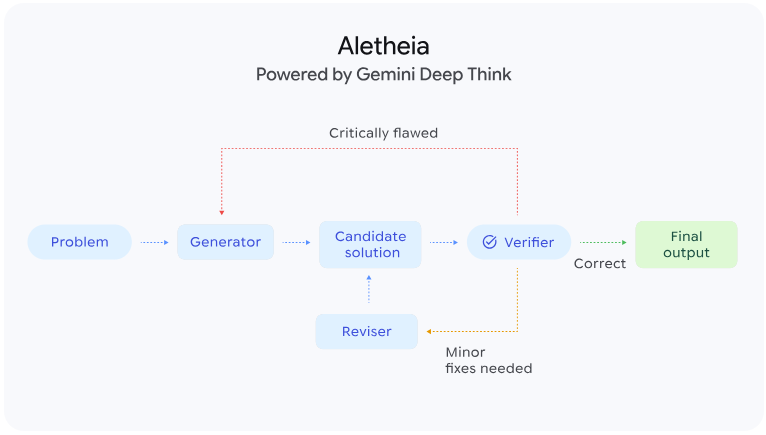 Aletheia
Powered by Gemini Deep Think
Critically flawed
Problem
Generator
Candidate
solution
Verifier
Correct
Final
output
Reviser
Minor
fixes needed